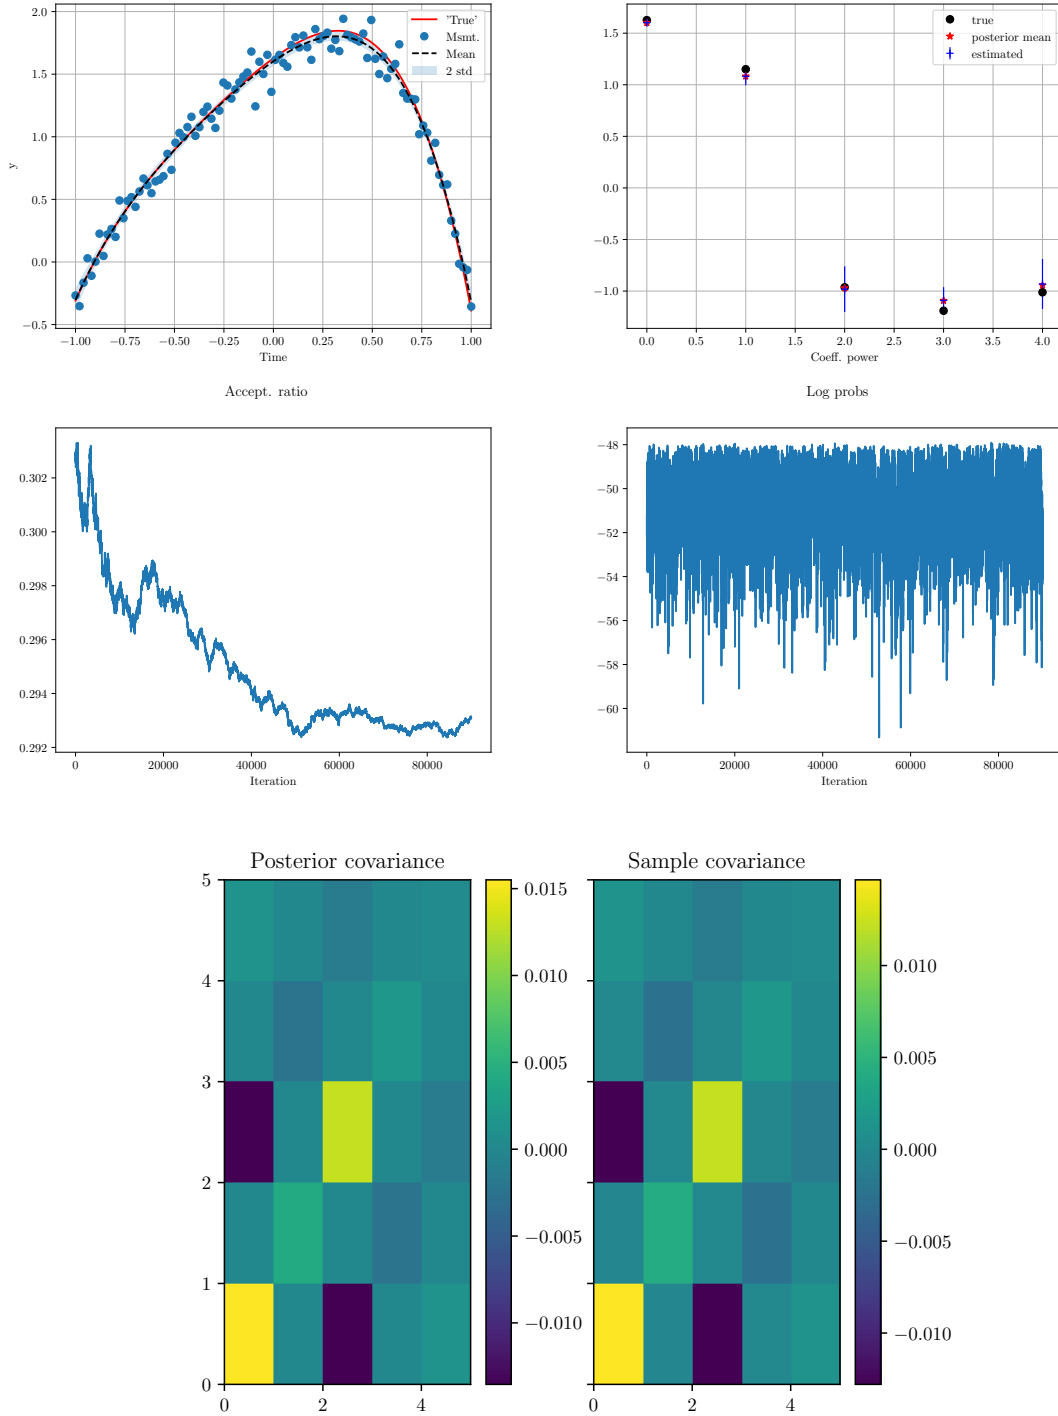 2.0
1.5
1.0
0.5
0.0
−0.5
y
'True'
Msmt.
Mean
2 std
−1.00 −0.75 −0.50 −0.25 0.00 0.25 0.50 0.75 1.00
Time
1.5
1.0
0.5
0.0
−0.5
−1.0
true
posterior mean
estimated
0.0 0.5 1.0 1.5 2.0 2.5 3.0 3.5 4.0
Coeff. power
Accept. ratio
0.302
0.300
0.298
0.296
0.294
0.292
0 20000 40000 60000 80000
Iteration
Log probs
−48
−50
−52
−54
−56
−58
−60
0 20000 40000 60000 80000
Iteration
Posterior covariance
5
4
3
2
1
0
0 2 4
0.015
0.010
0.005
0.000
−0.005
−0.010
Sample covariance
0 2 4
0.010
0.005
0.000
−0.005
−0.010